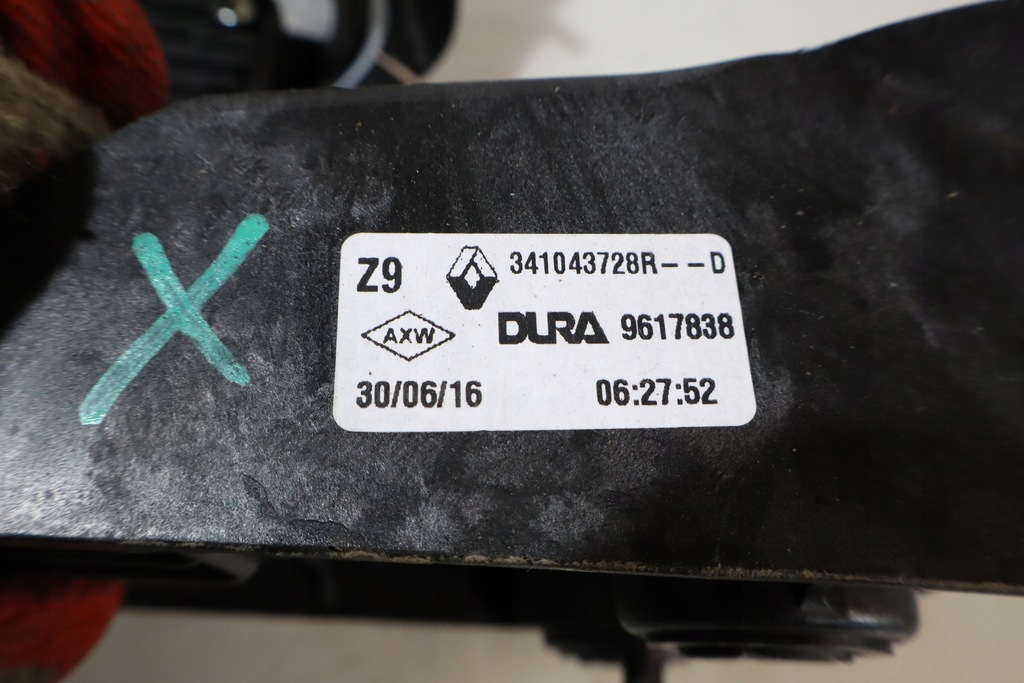 Z9 341043728R--D
AXW DURA 9617838
30/06/16 06:27:52